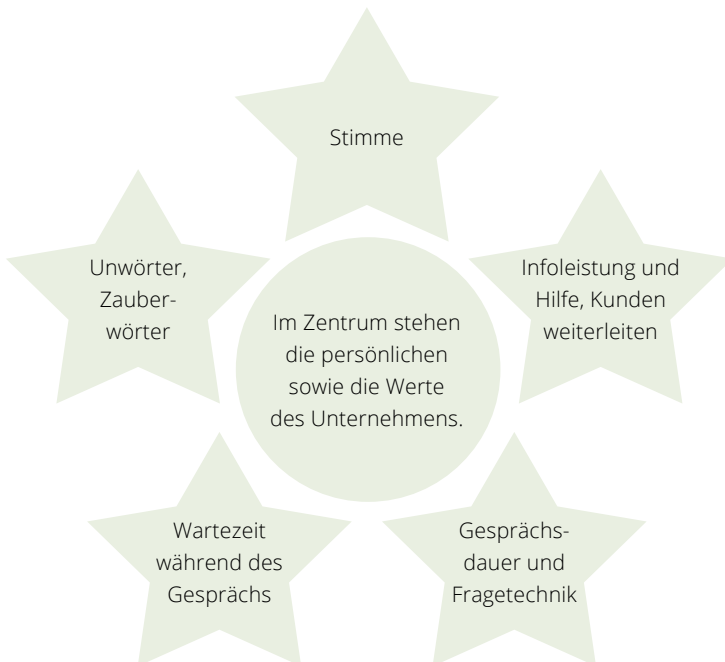 Stimme
Unwörter,
Zauber-
wörter
Infoleistung und
Hilfe, Kunden
weiterleiten
Im Zentrum stehen
die persönlichen
sowie die Werte
des Unternehmens.
Wartezeit
während des
Gesprächs
Gesprächs-
dauer und
Fragetechnik